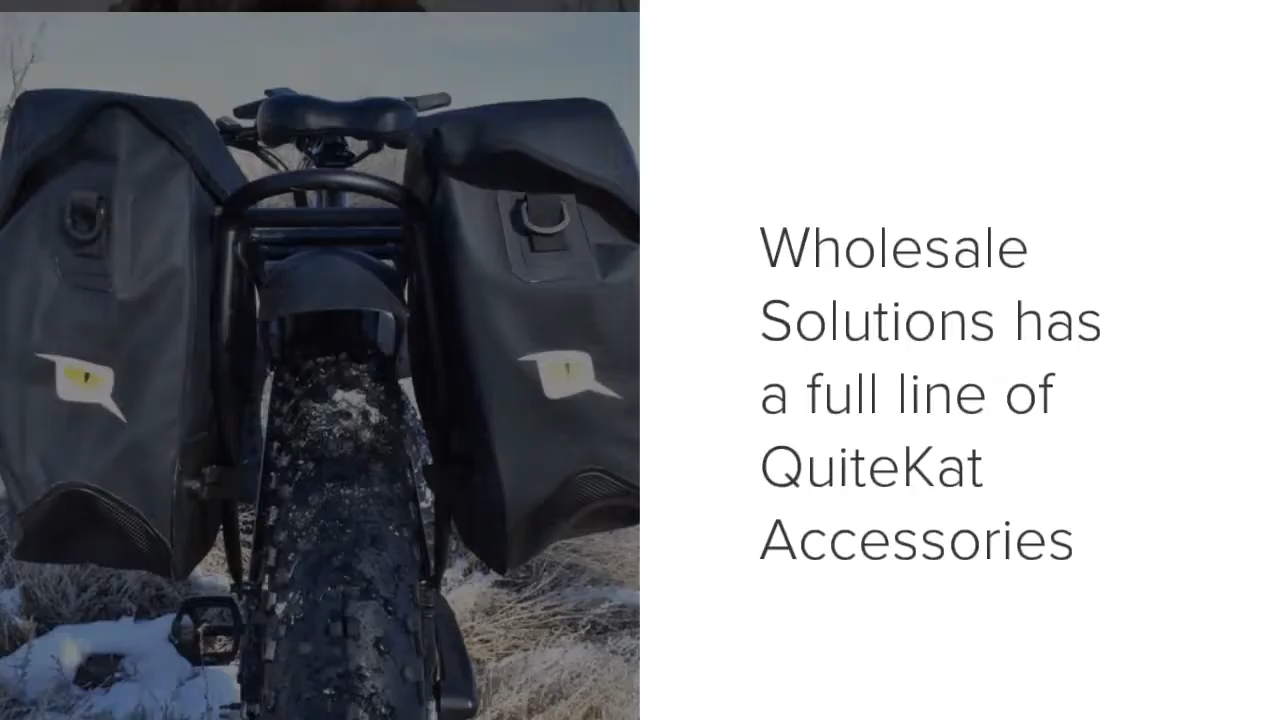 Wholesale
Solutions has
a full line of
QuiteKat
Accessories